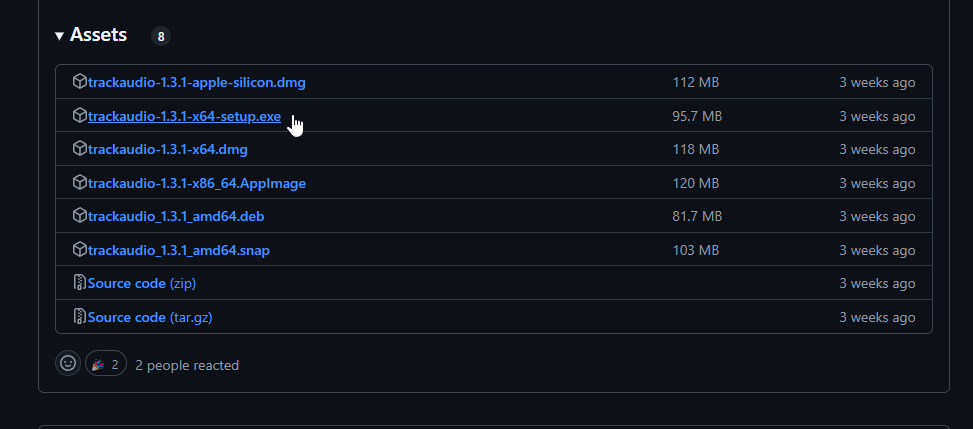 Assets 8
trackaudio-1.3.1-apple-silicon.dmg 112 MB 3 weeks ago
trackaudio-1.3.1-x64-setup.exe 95.7 MB 3 weeks ago
trackaudio-1.3.1-x64.dmg 118 MB 3 weeks ago
trackaudio-1.3.1-x86_64.AppImage 120 MB 3 weeks ago
trackaudio_1.3.1_amd64.deb 81.7 MB 3 weeks ago
trackaudio_1.3.1_amd64.snap 103 MB 3 weeks ago
Source code (zip) 3 weeks ago
Source code (tar.gz) 3 weeks ago
2 2 people reacted